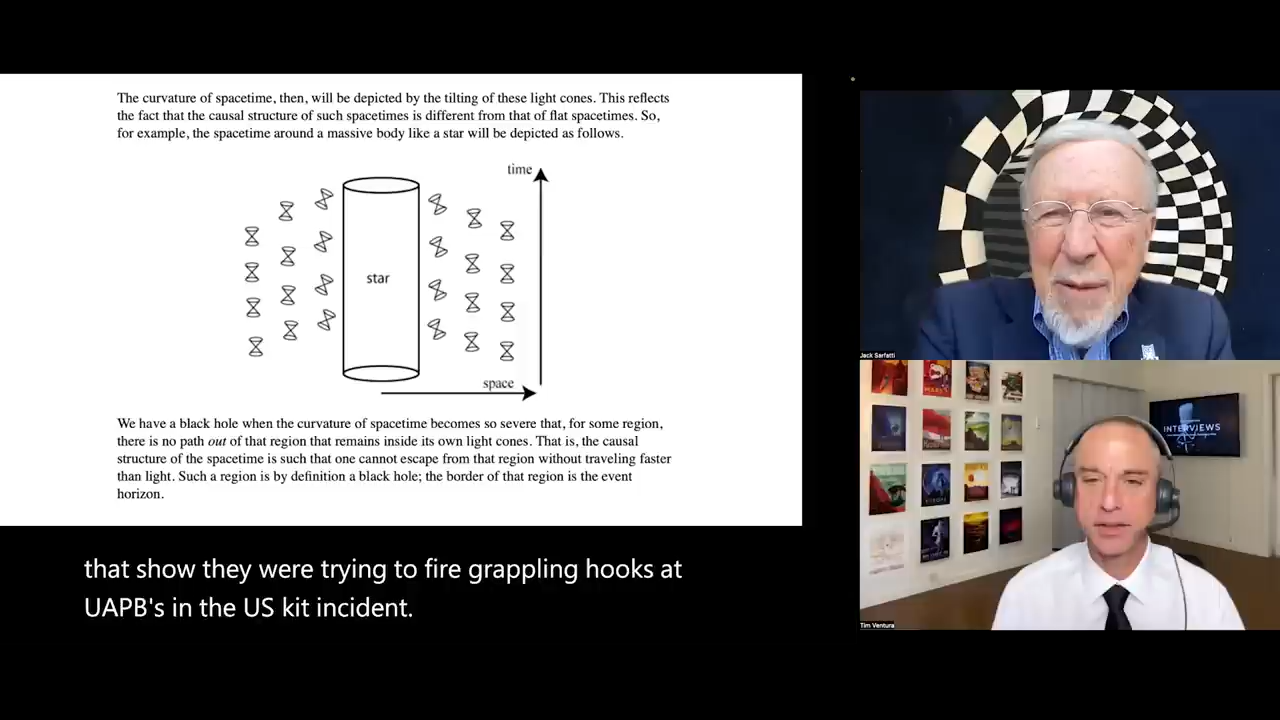 The curvature of spacetime, then, will be depicted by the tilting of these light cones. This reflects
the fact that the causal structure of such spacetimes is different from that of flat spacetimes. So,
for example, the spacetime around a massive body like a star will be depicted as follows.
time
star
space
We have a black hole when the curvature of spacetime becomes so severe that, for some region,
there is no path out of that region that remains inside its own light cones. That is, the causal
structure of the spacetime is such that one cannot escape from that region without traveling faster
than light. Such a region is by definition a black hole; the border of that region is the event
horizon.
that show they were trying to fire grappling hooks at
UAPB's in the US kit incident.
Jack Sarfatti
INTERVIEWS
Tim Ventura